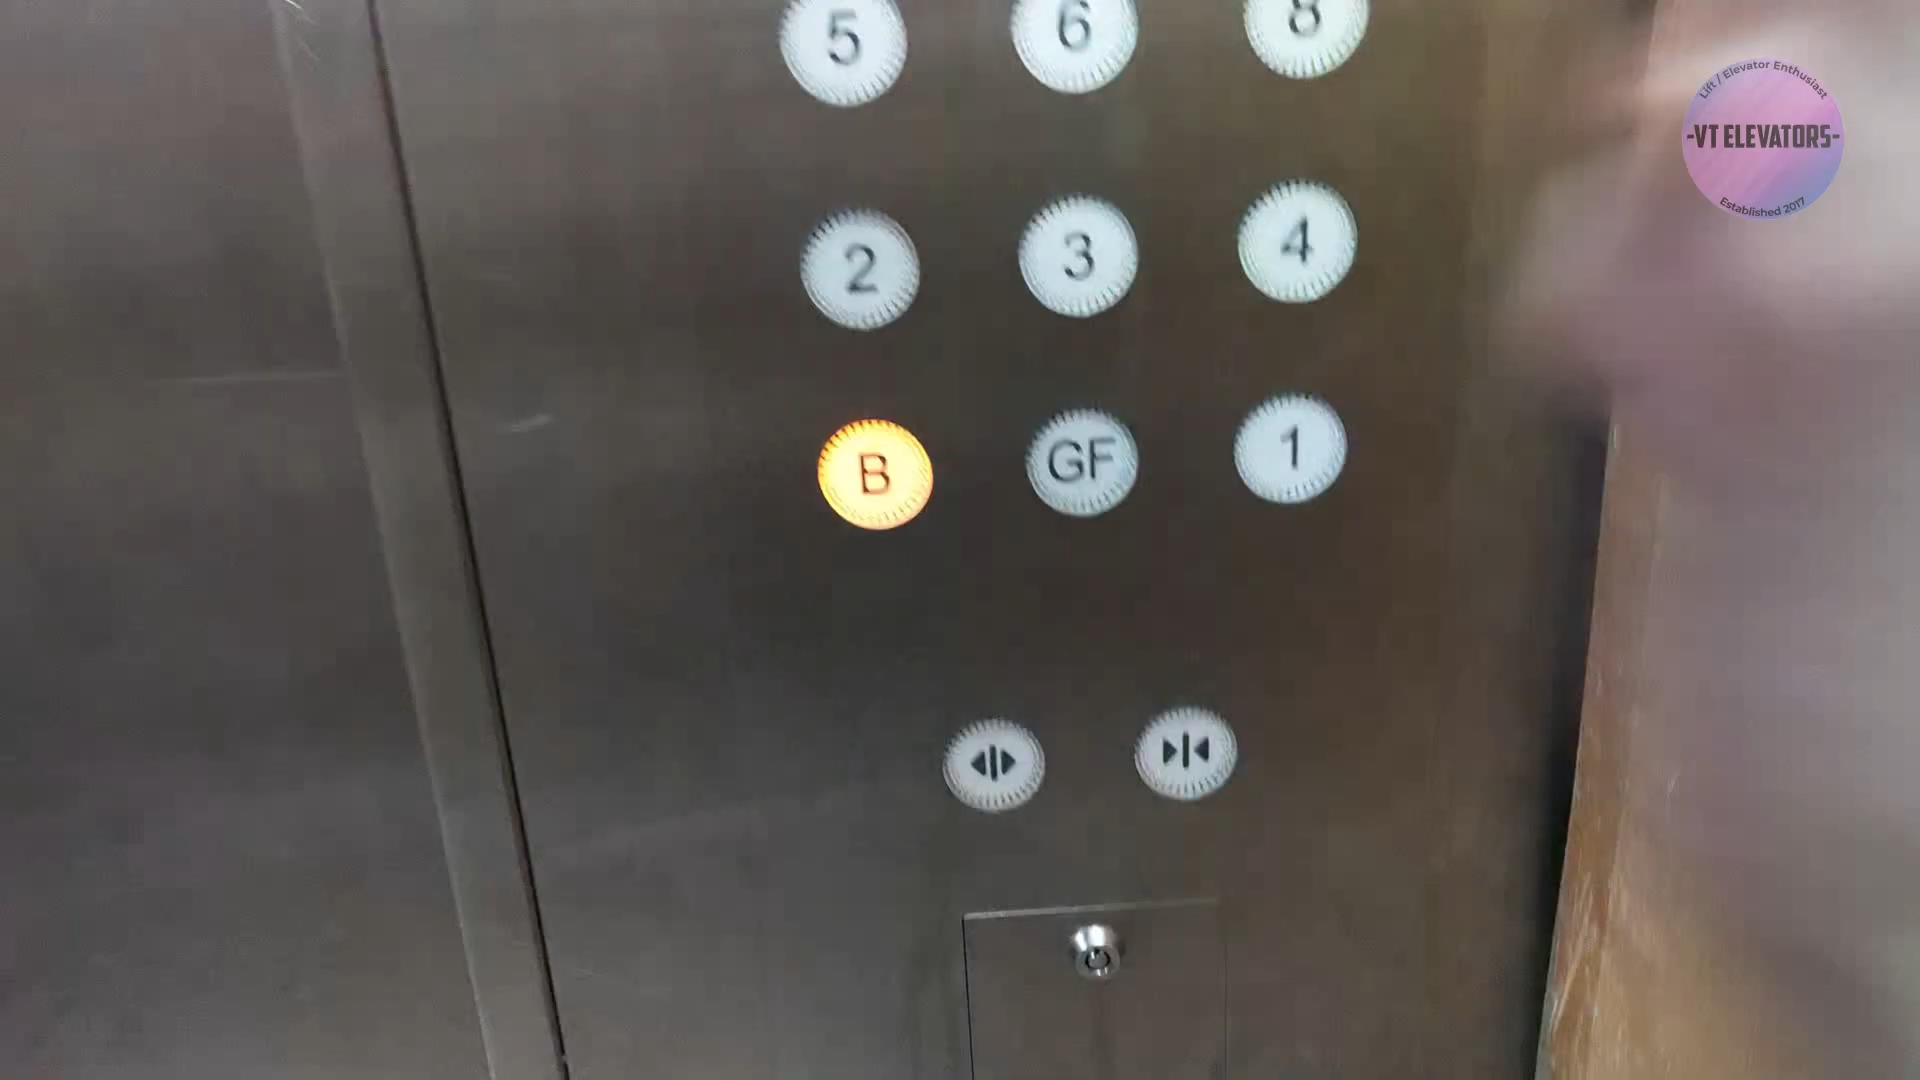 5 6 8
2 3 4
B GF 1
Lift / Elevator Enthusiast
-VT ELEVATORS-
Established 2017